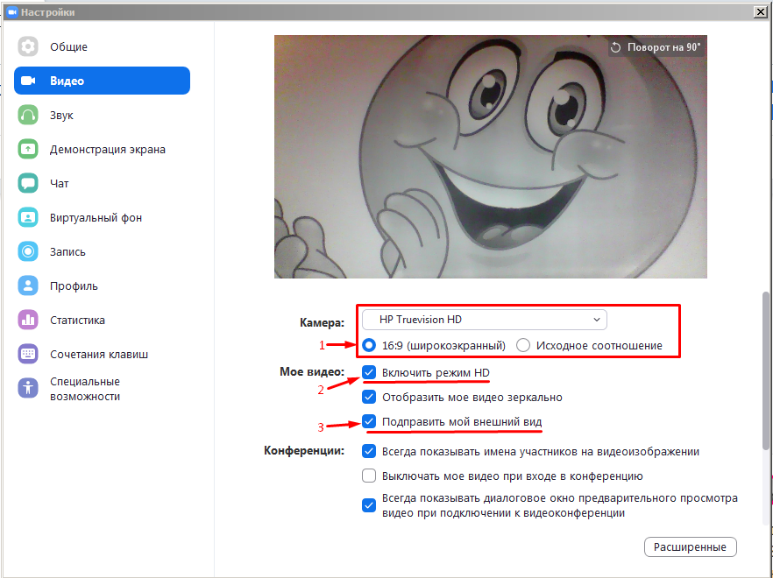 Настройки
Общие
Видео
Звук
Демонстрация экрана
Чат
Виртуальный фон
Запись
Профиль
Статистика
Сочетания клавиш
Специальные
возможности
Поворот на 90°
Камера:
HP Truevision HD
1
16:9 (широкоэкранный)
Исходное соотношение
Мое видео:
Включить режим HD
2
Отобразить мое видео зеркально
3
Подправить мой внешний вид
Конференции:
Всегда показывать имена участников на видеоизображении
Выключать мое видео при входе в конференцию
Всегда показывать диалоговое окно предварительного просмотра
видео при подключении к видеоконференции
Расширенные